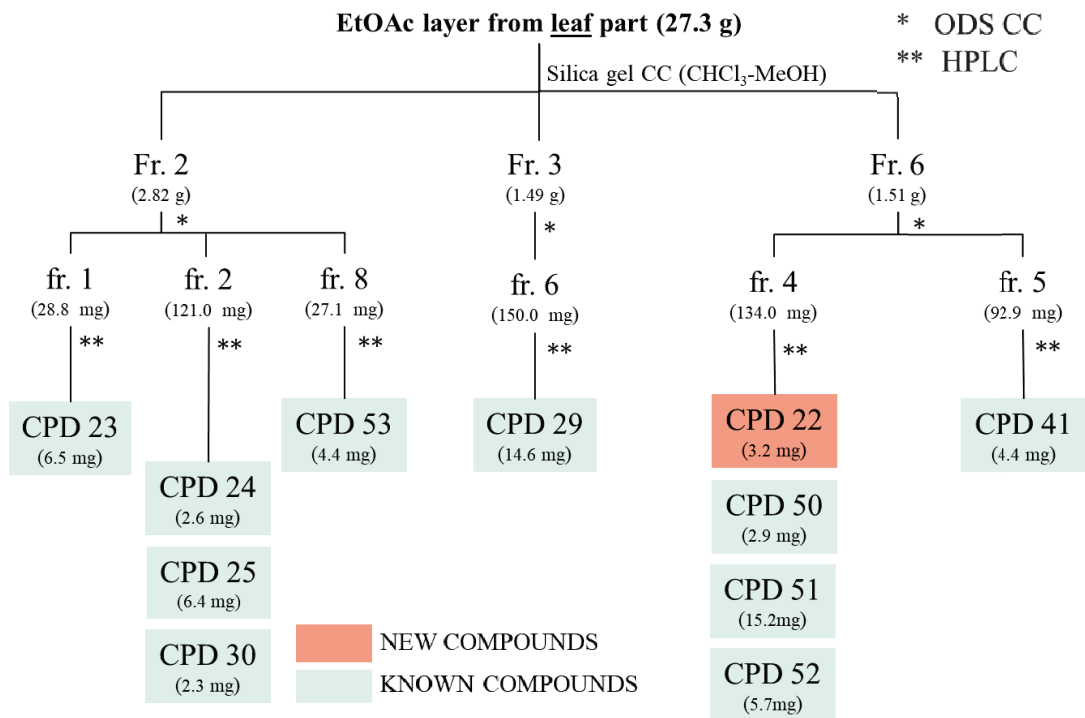 EtOAc layer from leaf part (27.3 g)
* ODS CC
** HPLC
Silica gel CC (CHCl₃-MeOH)
Fr. 2
(2.82 g)
*
Fr. 3
(1.49 g)
*
Fr. 6
(1.51 g)
*
fr. 1
(28.8 mg)
**
fr. 2
(121.0 mg)
**
fr. 8
(27.1 mg)
**
fr. 6
(150.0 mg)
**
fr. 4
(134.0 mg)
**
fr. 5
(92.9 mg)
**
CPD 23
(6.5 mg)
CPD 24
(2.6 mg)
CPD 25
(6.4 mg)
CPD 30
(2.3 mg)
CPD 53
(4.4 mg)
CPD 29
(14.6 mg)
CPD 22
(3.2 mg)
CPD 50
(2.9 mg)
CPD 51
(15.2mg)
CPD 52
(5.7mg)
CPD 41
(4.4 mg)
NEW COMPOUNDS
KNOWN COMPOUNDS